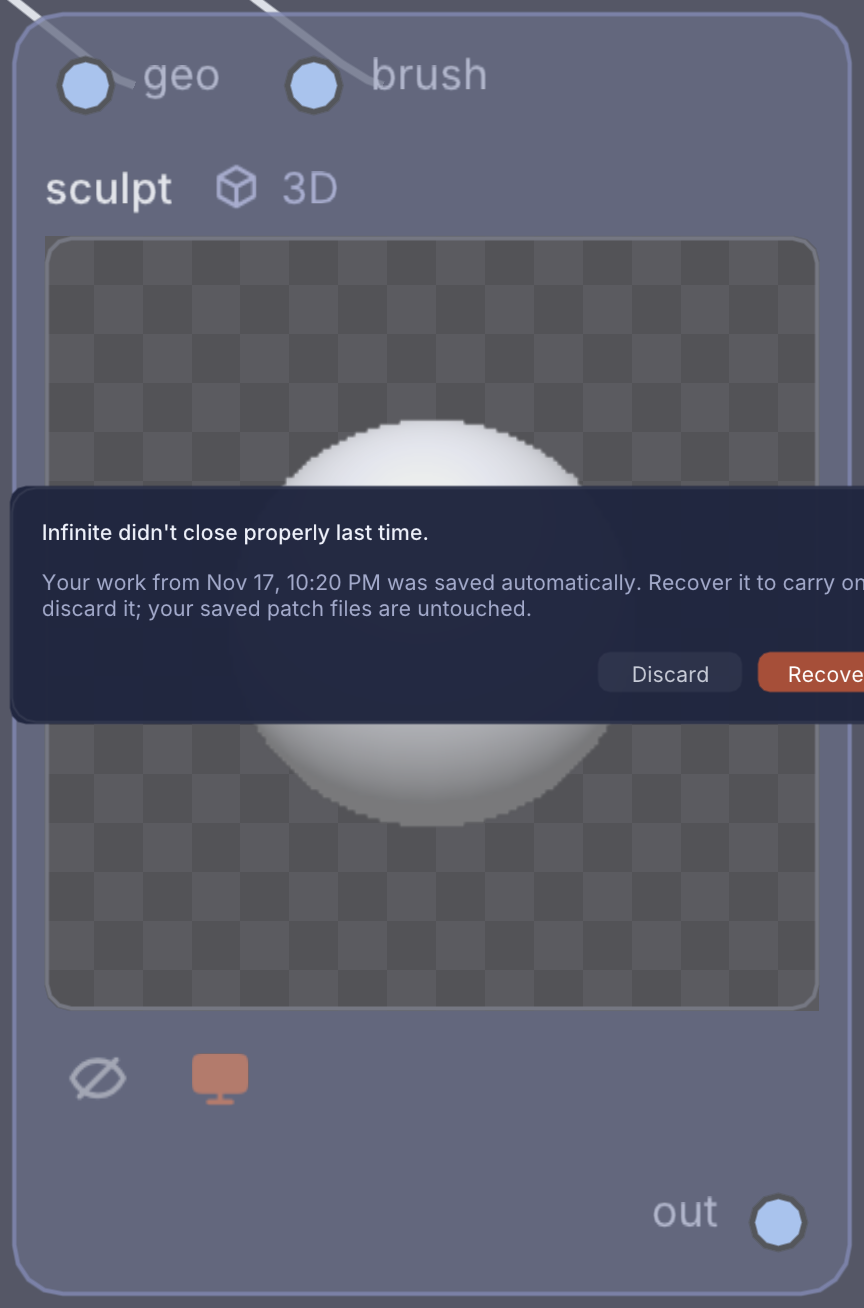 geo brush
sculpt 3D
Infinite didn't close properly last time.
Your work from Nov 17, 10:20 PM was saved automatically. Recover it to carry on
discard it; your saved patch files are untouched.
Discard Recove
out